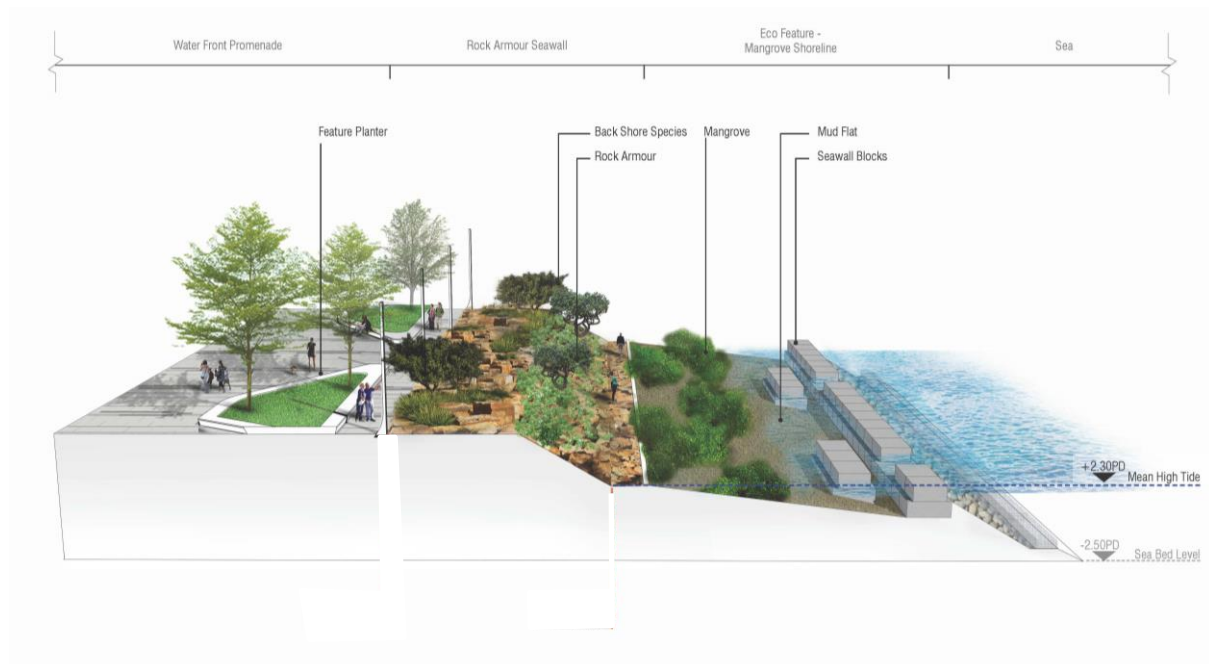 Water Front Promenade
Rock Armour Seawall
Eco Feature -
Mangrove Shoreline
Sea
Feature Planter
Back Shore Species
Rock Armour
Mangrove
Mud Flat
Seawall Blocks
+2.30PD
Mean High Tide
-2.50PD
Sea Bed Level